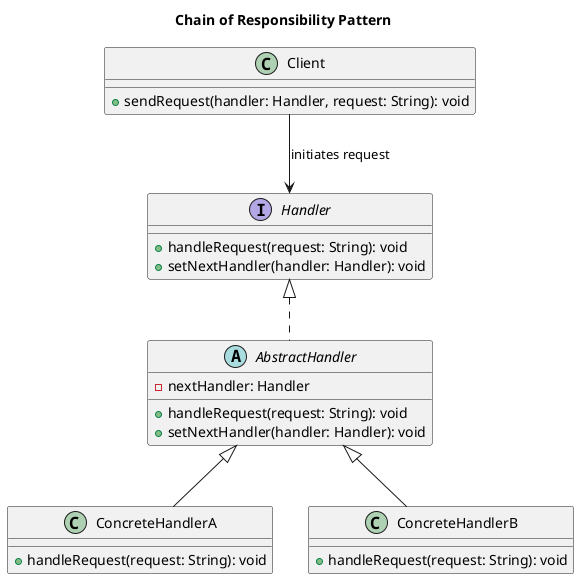 Chain of Responsibility Pattern
C Client
sendRequest(handler: Handler, request: String): void
initiates request
I Handler
handleRequest(request: String): void
setNextHandler(handler: Handler): void
A AbstractHandler
nextHandler: Handler
handleRequest(request: String): void
setNextHandler(handler: Handler): void
C ConcreteHandlerA
handleRequest(request: String): void
C ConcreteHandlerB
handleRequest(request: String): void